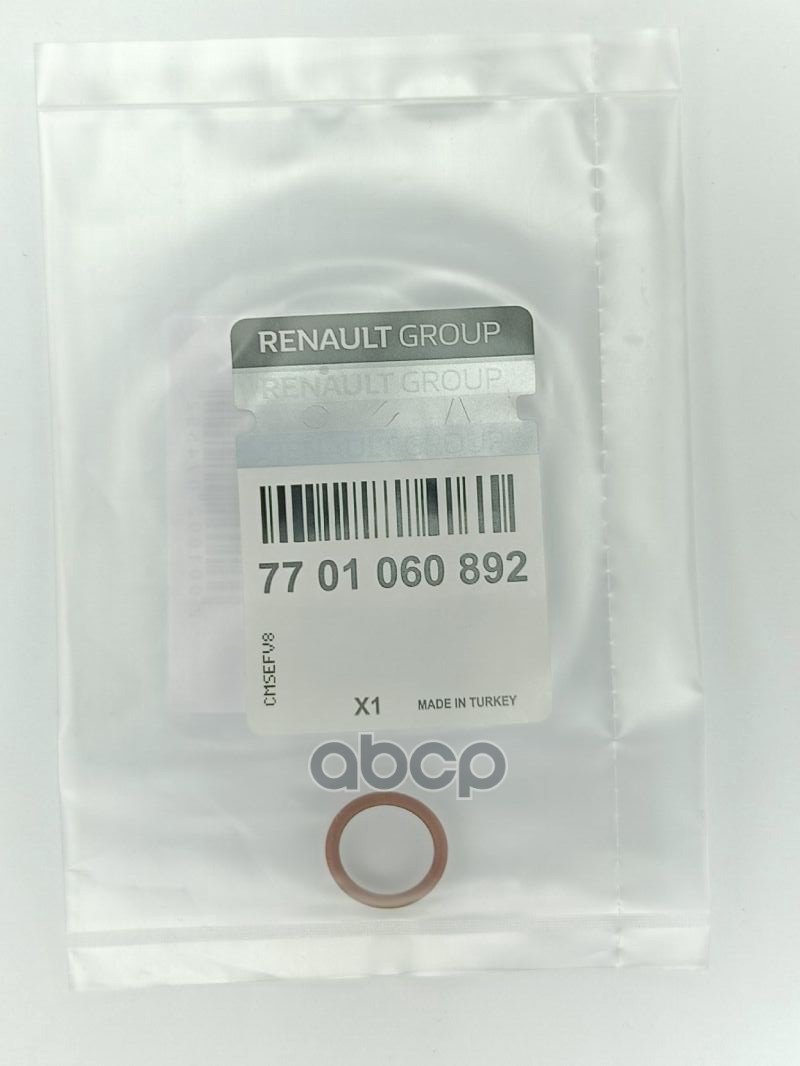 RENAULT GROUP
RENAULT GROUP
RENAULT GROUP
77 01 060 892
CMSEFV8
X1 MADE IN TURKEY
abcp